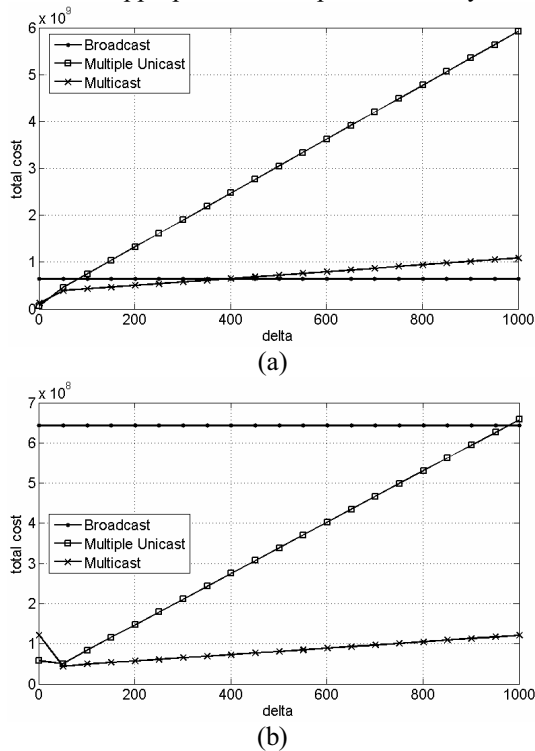 x 10^9
6
5
4
3
2
1
0
total cost
Broadcast
Multiple Unicast
Multicast
0 200 400 600 800 1000
delta
(a)
x 10^8
7
6
5
4
3
2
1
0
total cost
Broadcast
Multiple Unicast
Multicast
0 200 400 600 800 1000
delta
(b)